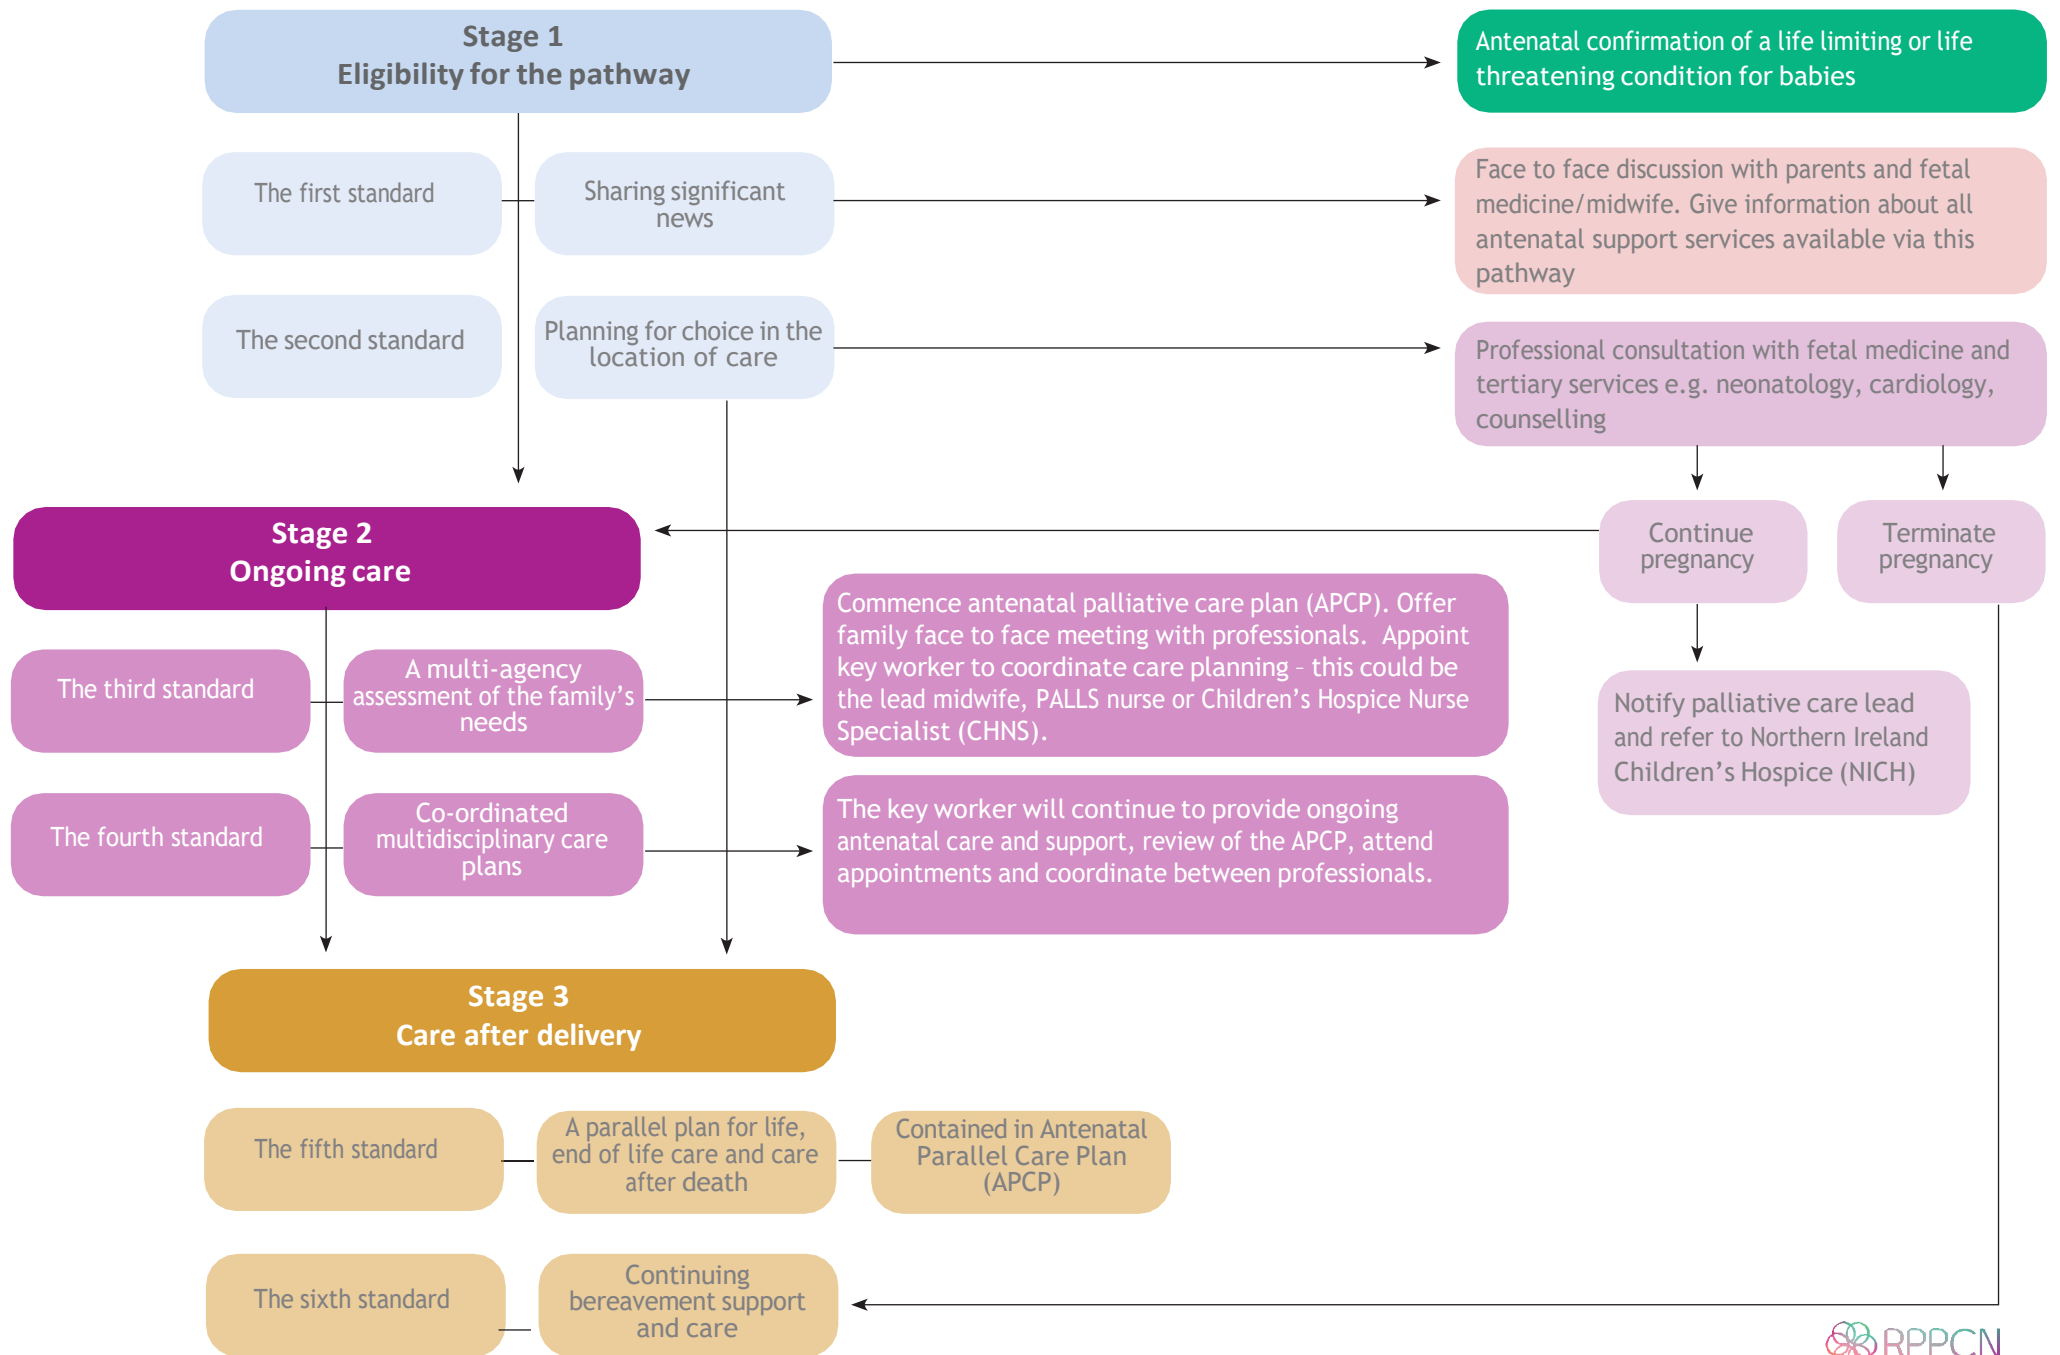 Stage 1
Eligibility for the pathway
Antenatal confirmation of a life limiting or life
threatening condition for babies
The first standard
Sharing significant
news
Face to face discussion with parents and fetal
medicine/midwife. Give information about all
antenatal support services available via this
pathway
The second standard
Planning for choice in the
location of care
Professional consultation with fetal medicine and
tertiary services e.g. neonatology, cardiology,
counselling
Continue
pregnancy
Terminate
pregnancy
Notify palliative care lead
and refer to Northern Ireland
Children’s Hospice (NICH)
Stage 2
Ongoing care
The third standard
A multi-agency
assessment of the family’s
needs
Commence antenatal palliative care plan (APCP). Offer
family face to face meeting with professionals.  Appoint
key worker to coordinate care planning – this could be
the lead midwife, PALLS nurse or Children’s Hospice Nurse
Specialist (CHNS).
The fourth standard
Co-ordinated
multidisciplinary care
plans
The key worker will continue to provide ongoing
antenatal care and support, review of the APCP, attend
appointments and coordinate between professionals.
Stage 3
Care after delivery
The fifth standard
A parallel plan for life,
end of life care and care
after death
Contained in Antenatal
Parallel Care Plan
(APCP)
The sixth standard
Continuing
bereavement support
and care
RPPCN